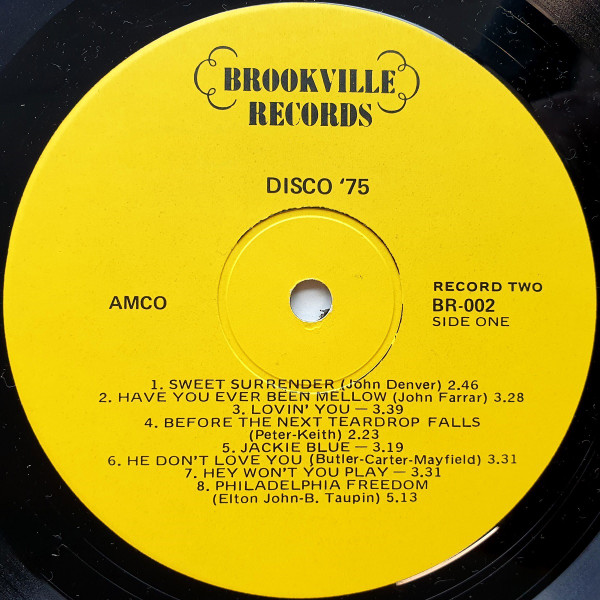 BROOKVILLE
RECORDS
DISCO '75
AMCO
RECORD TWO
BR-002
SIDE ONE
1. SWEET SURRENDER (John Denver) 2.46
2. HAVE YOU EVER BEEN MELLOW (John Farrar) 3.28
3. LOVIN' YOU — 3.39
4. BEFORE THE NEXT TEARDROP FALLS
(Peter-Keith) 2.23
5. JACKIE BLUE — 3.19
6. HE DON'T LOVE YOU (Butler-Carter-Mayfield) 3.31
7. HEY WON'T YOU PLAY — 3.31
8. PHILADELPHIA FREEDOM
(Elton John-B. Taupin) 5.13